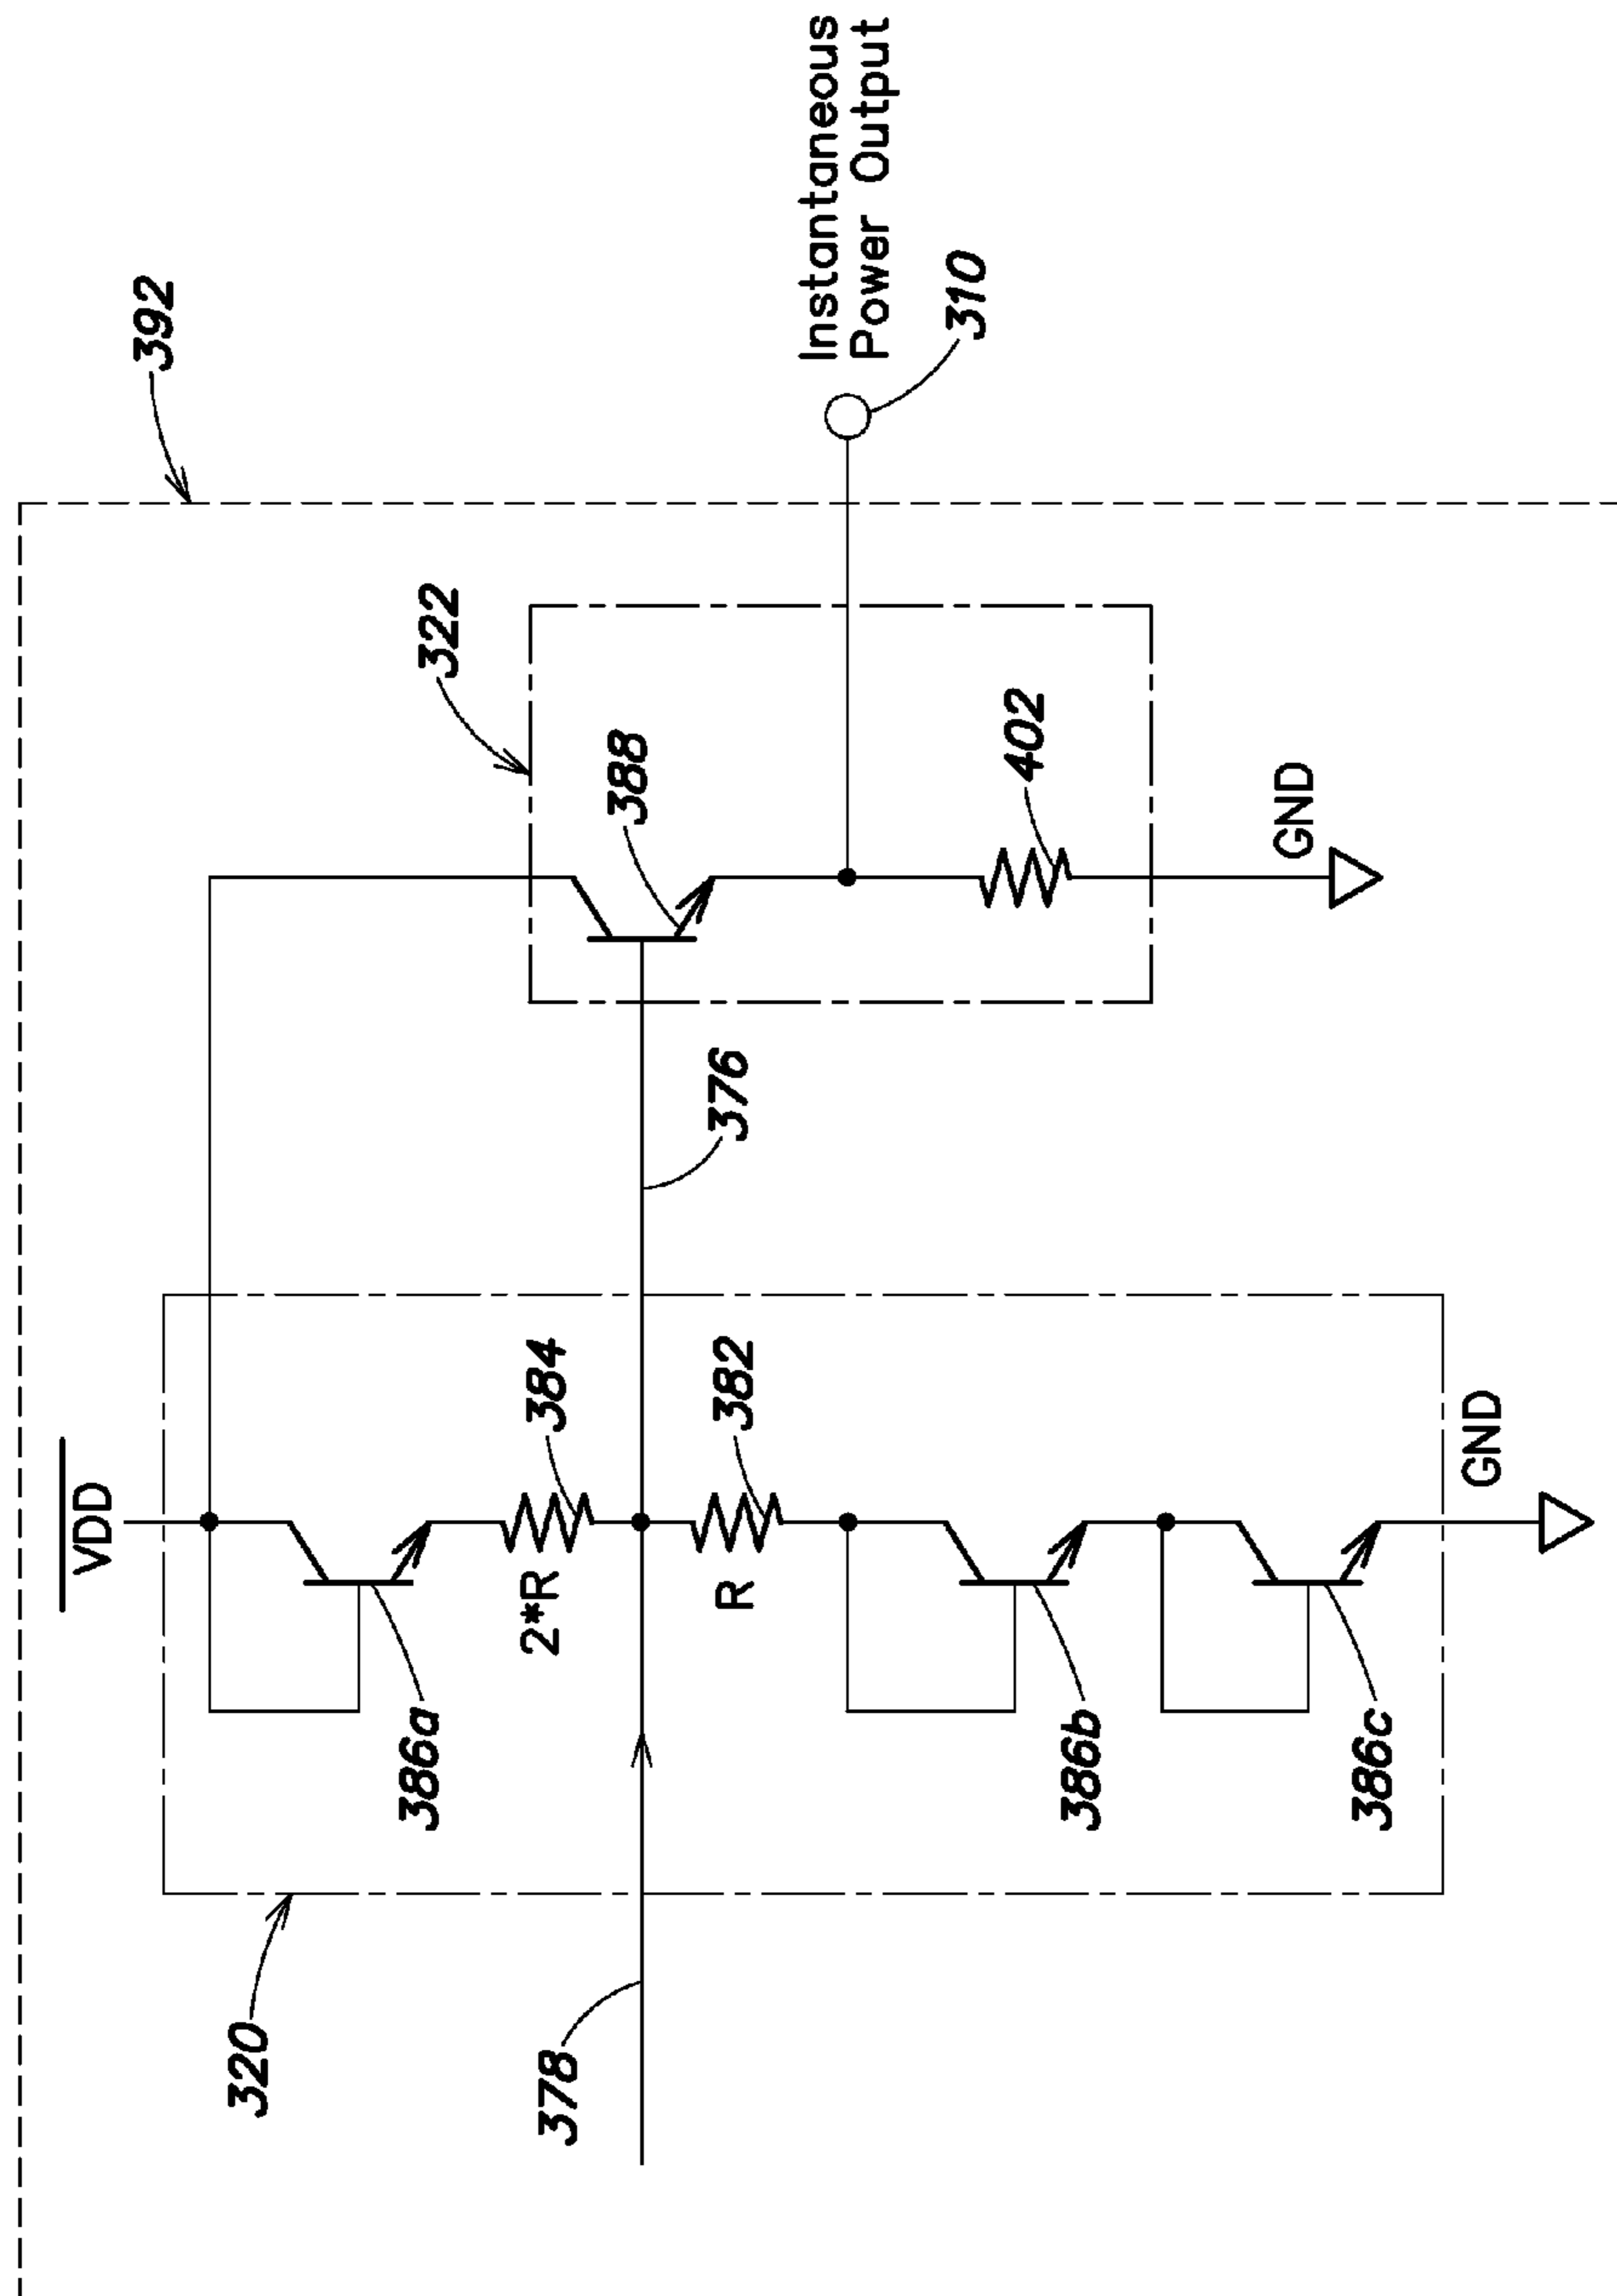 392
VDD
322
Instantaneous
Power Output
310
320
386a
2*R
384
388
378
376
R
382
402
386b
GND
386c
GND